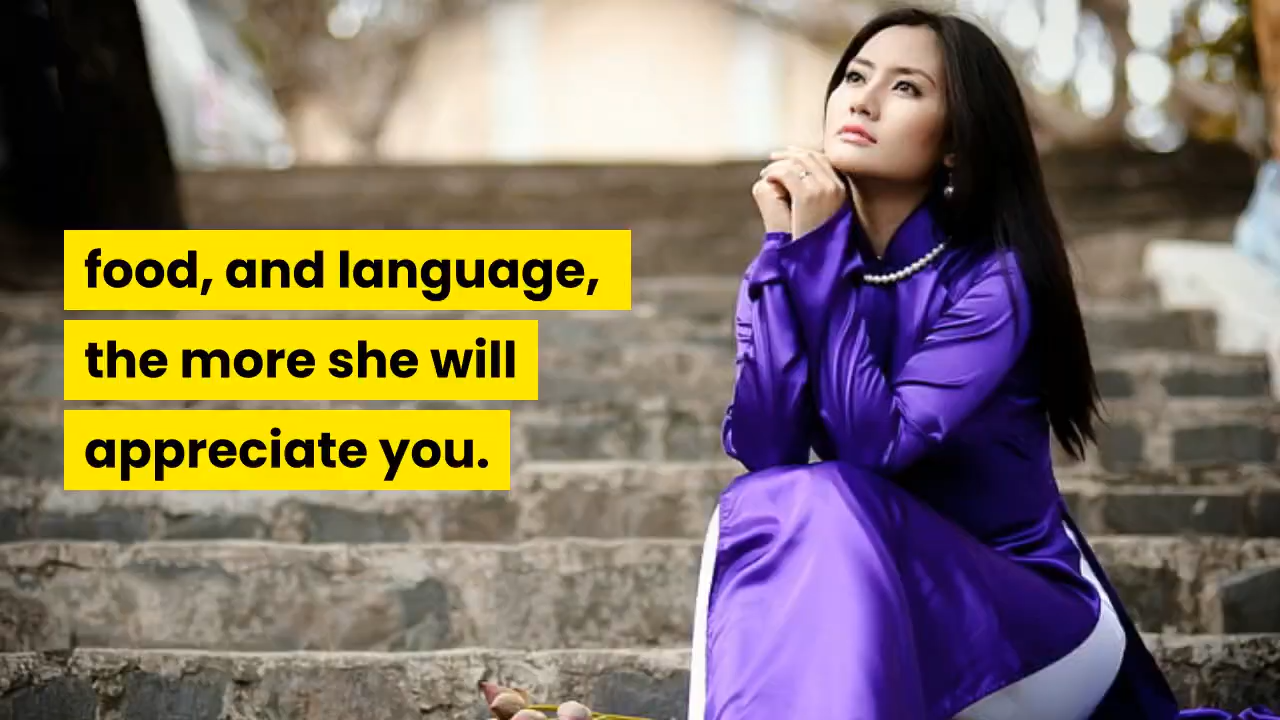 food, and language,
the more she will
appreciate you.